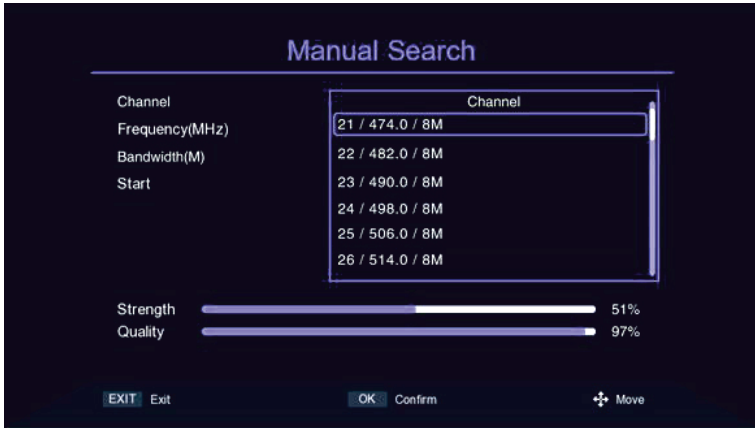 Manual Search
Channel
Frequency(MHz)
Bandwidth(M)
Start
Channel
21 / 474.0 / 8M
22 / 482.0 / 8M
23 / 490.0 / 8M
24 / 498.0 / 8M
25 / 506.0 / 8M
26 / 514.0 / 8M
Strength 51%
Quality 97%
EXIT Exit OK Confirm Move